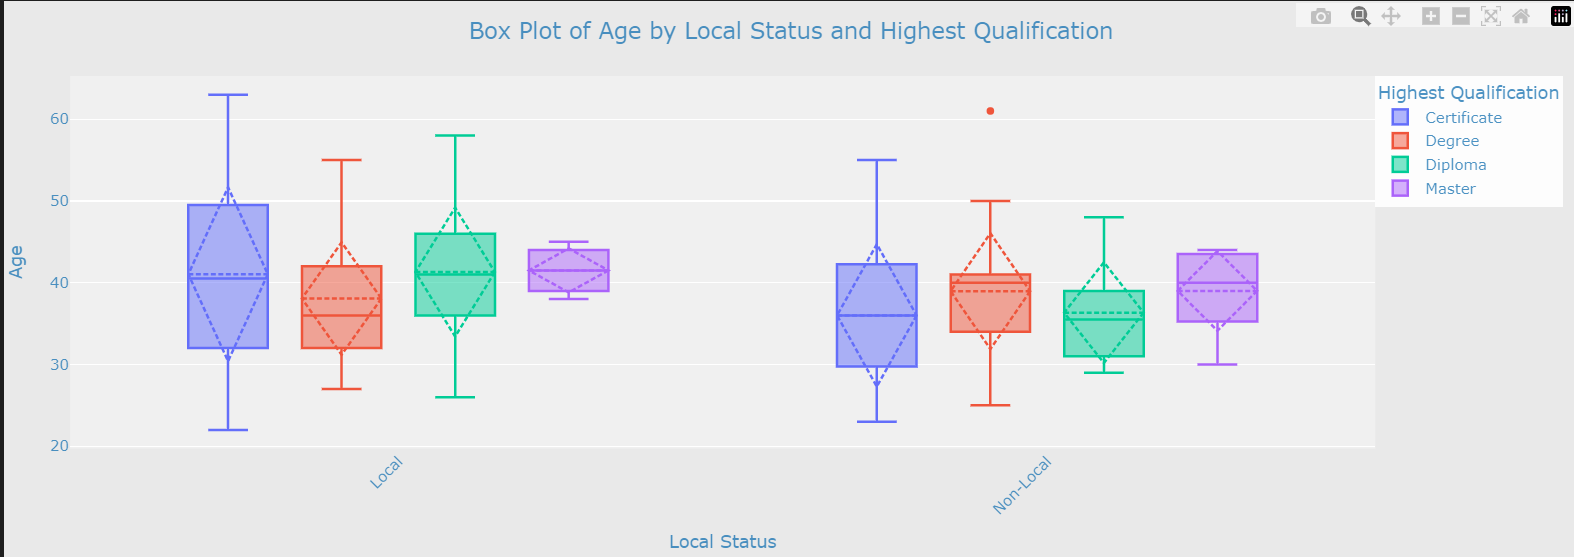 Box Plot of Age by Local Status and Highest Qualification
Highest Qualification
Certificate
Degree
Diploma
Master
Age
60
50
40
30
20
Local
Non-Local
Local Status